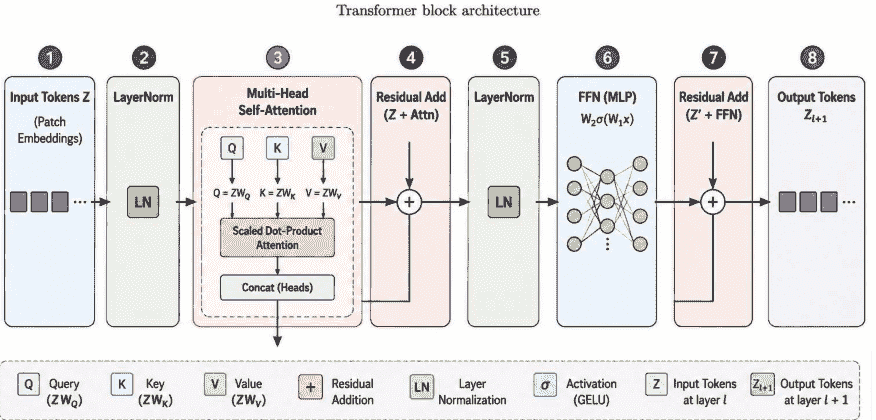 Transformer block architecture
1
2
3
4
5
6
7
8
Input Tokens Z
(Patch
Embeddings)
LayerNorm
Multi-Head
Self-Attention
Residual Add
(Z + Attn)
LayerNorm
FFN (MLP)
W₂σ(W₁x)
Residual Add
(Z' + FFN)
Output Tokens
Zₗ₊₁
Q K V
Q = ZW_Q K = ZW_K V = ZW_V
...
LN
Scaled Dot-Product
Attention
+
LN
+
...
Concat (Heads)
Q Query
(ZW_Q)
K Key
(ZW_K)
V Value
(ZW_V)
+ Residual
Addition
LN Layer
Normalization
σ Activation
(GELU)
Z Input Tokens
at layer l
Zₗ₊₁ Output Tokens
at layer l + 1